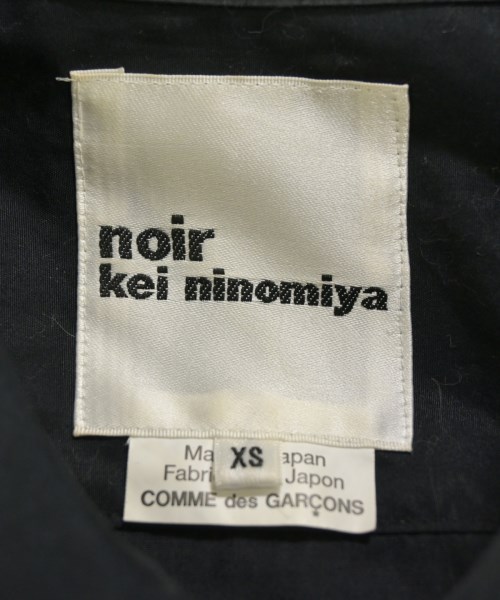 noir
kei ninomiya
XS
Ma apan
Fabri Japon
COMME des GARÇONS